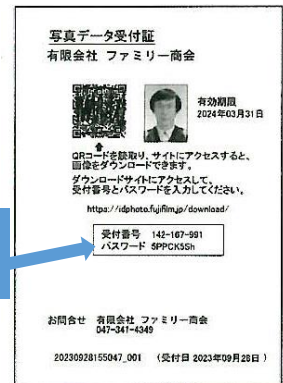 写真データ受付証
有限会社 ファミリー商会
有効期限
2024年03月31日
QRコードを読取り、サイトにアクセスすると、
画像をダウンロードできます。
ダウンロードサイトにアクセスして、
受付番号とパスワードを入力してください。
https://idphoto.fujifilm.jp/download/
受付番号 142-167-991
パスワード 5PPCK5Sh
お問合せ 有限会社 ファミリー商会
047-341-4349
20230928155047_001 (受付日 2023年09月28日 )